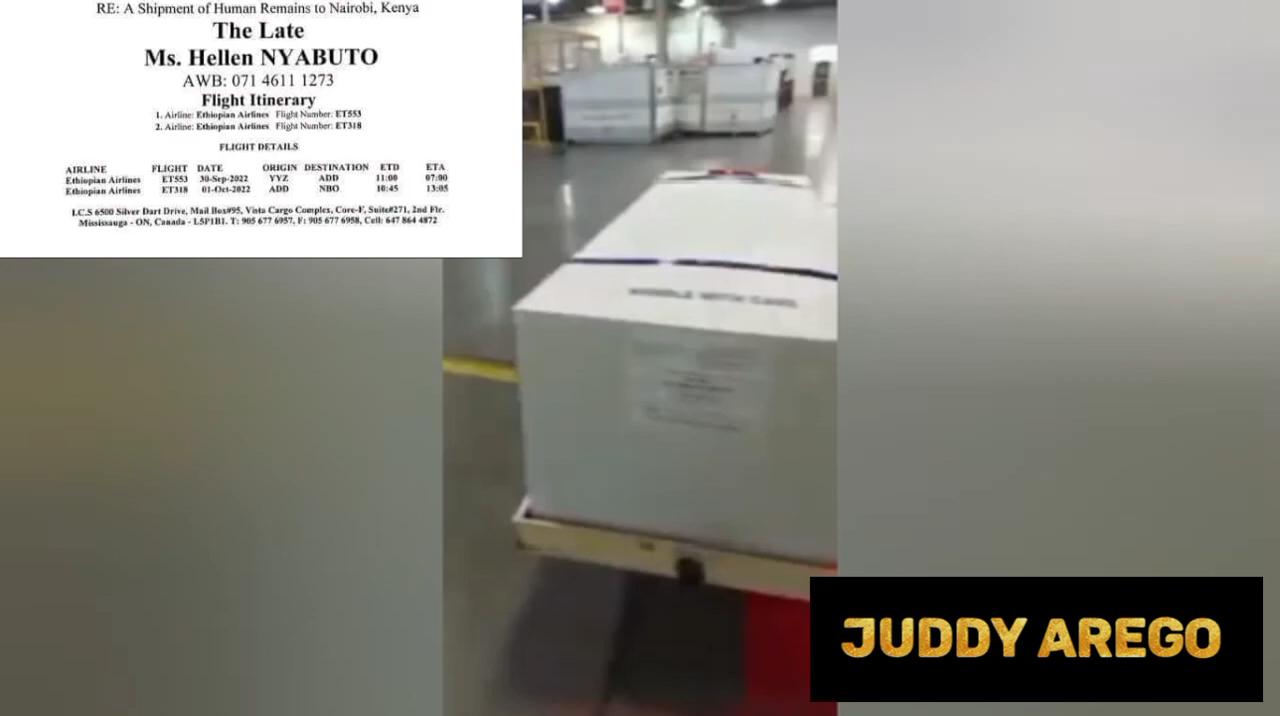 RE: A Shipment of Human Remains to Nairobi, Kenya
The Late
Ms. Hellen NYABUTO
AWB: 071 4611 1273
Flight Itinerary
1. Airline: Ethiopian Airlines Flight Number: ET553
2. Airline: Ethiopian Airlines Flight Number: ET318
FLIGHT DETAILS
AIRLINE FLIGHT DATE ORIGIN DESTINATION ETD ETA
Ethiopian Airlines ET553 30-Sep-2022 YYZ ADD 11:00 07:00
Ethiopian Airlines ET318 01-Oct-2022 ADD NBO 10:45 13:05
I.C.S 6500 Silver Dart Drive, Mail Box#95, Vista Cargo Complex, Core-F, Suite#271, 2nd Flr.
Mississauga - ON, Canada - L5P1B1. T: 905 677 6957, F: 905 677 6958, Cell: 647 864 4872
HANDLE WITH CARE
JUDDY AREGO